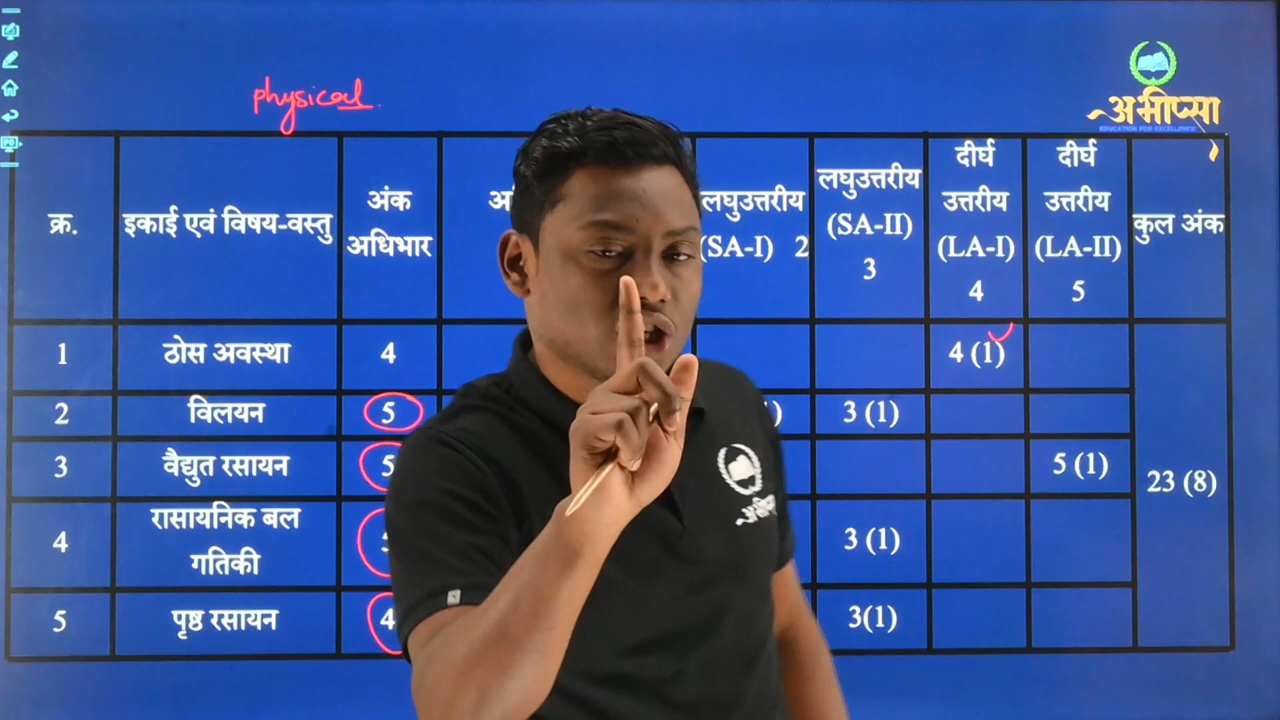 physical
अभीप्सा
EDUCATION FOR EXCELLENCE
क्र.
इकाई एवं विषय-वस्तु
अंक
अधिभार
लघुउत्तरीय
(SA-I) 2
लघुउत्तरीय
(SA-II)
3
दीर्घ
उत्तरीय
(LA-I)
4
दीर्घ
उत्तरीय
(LA-II)
5
कुल अंक
1 ठोस अवस्था 4 4 (1)
2 विलयन 5 3 (1)
3 वैद्युत रसायन 5 5 (1)
23 (8)
4 रासायनिक बल 3 (1)
गतिकी
5 पृष्ठ रसायन 4 3(1)